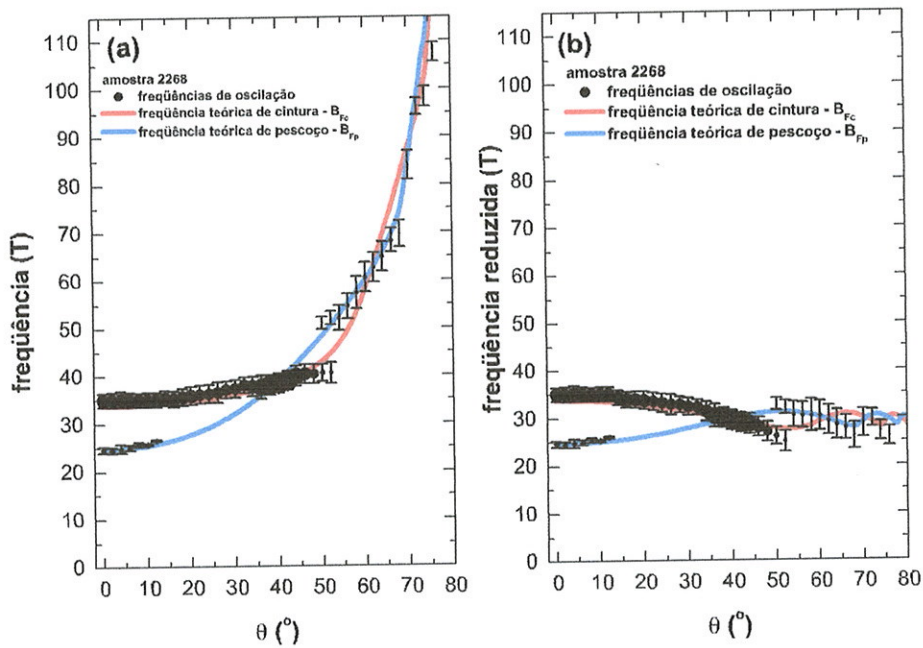 (a)
amostra 2268
freqüências de oscilação
freqüência teórica de cintura - B_Fc
freqüência teórica de pescoço - B_Fp
freqüência (T)
110
100
90
80
70
60
50
40
30
20
10
0
0 10 20 30 40 50 60 70 80
θ (º)
(b)
amostra 2268
freqüências de oscilação
freqüência teórica de cintura - B_Fc
freqüência teórica de pescoço - B_Fp
freqüência reduzida (T)
110
100
90
80
70
60
50
40
30
20
10
0
0 10 20 30 40 50 60 70 80
θ (º)